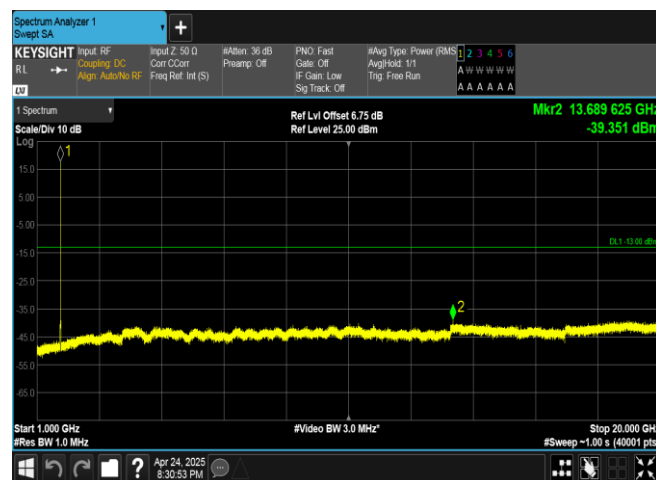 Spectrum Analyzer 1
Swept SA
+
KEYSIGHT
RL
LXI
Input: RF
Coupling: DC
Align: Auto/No RF
Input Z: 50 Ω
Corr CCorr
Freq Ref: Int (S)
#Atten: 36 dB
Preamp: Off
PNO: Fast
Gate: Off
IF Gain: Low
Sig Track: Off
#Avg Type: Power (RMS
Avg|Hold: 1/1
Trig: Free Run
1 2 3 4 5 6
A W W W W W
A A A A A A
1 Spectrum
Scale/Div 10 dB
Ref Lvl Offset 6.75 dB
Ref Level 25.00 dBm
Mkr2 13.689 625 GHz
-39.351 dBm
Log
1
15.0
5.00
-5.00
DL1 -13.00 dBm
-15.0
-25.0
2
-35.0
-45.0
-55.0
-65.0
Start 1.000 GHz
#Res BW 1.0 MHz
#Video BW 3.0 MHz*
Stop 20.000 GHz
#Sweep ~1.00 s (40001 pts
?
Apr 24, 2025
8:30:53 PM